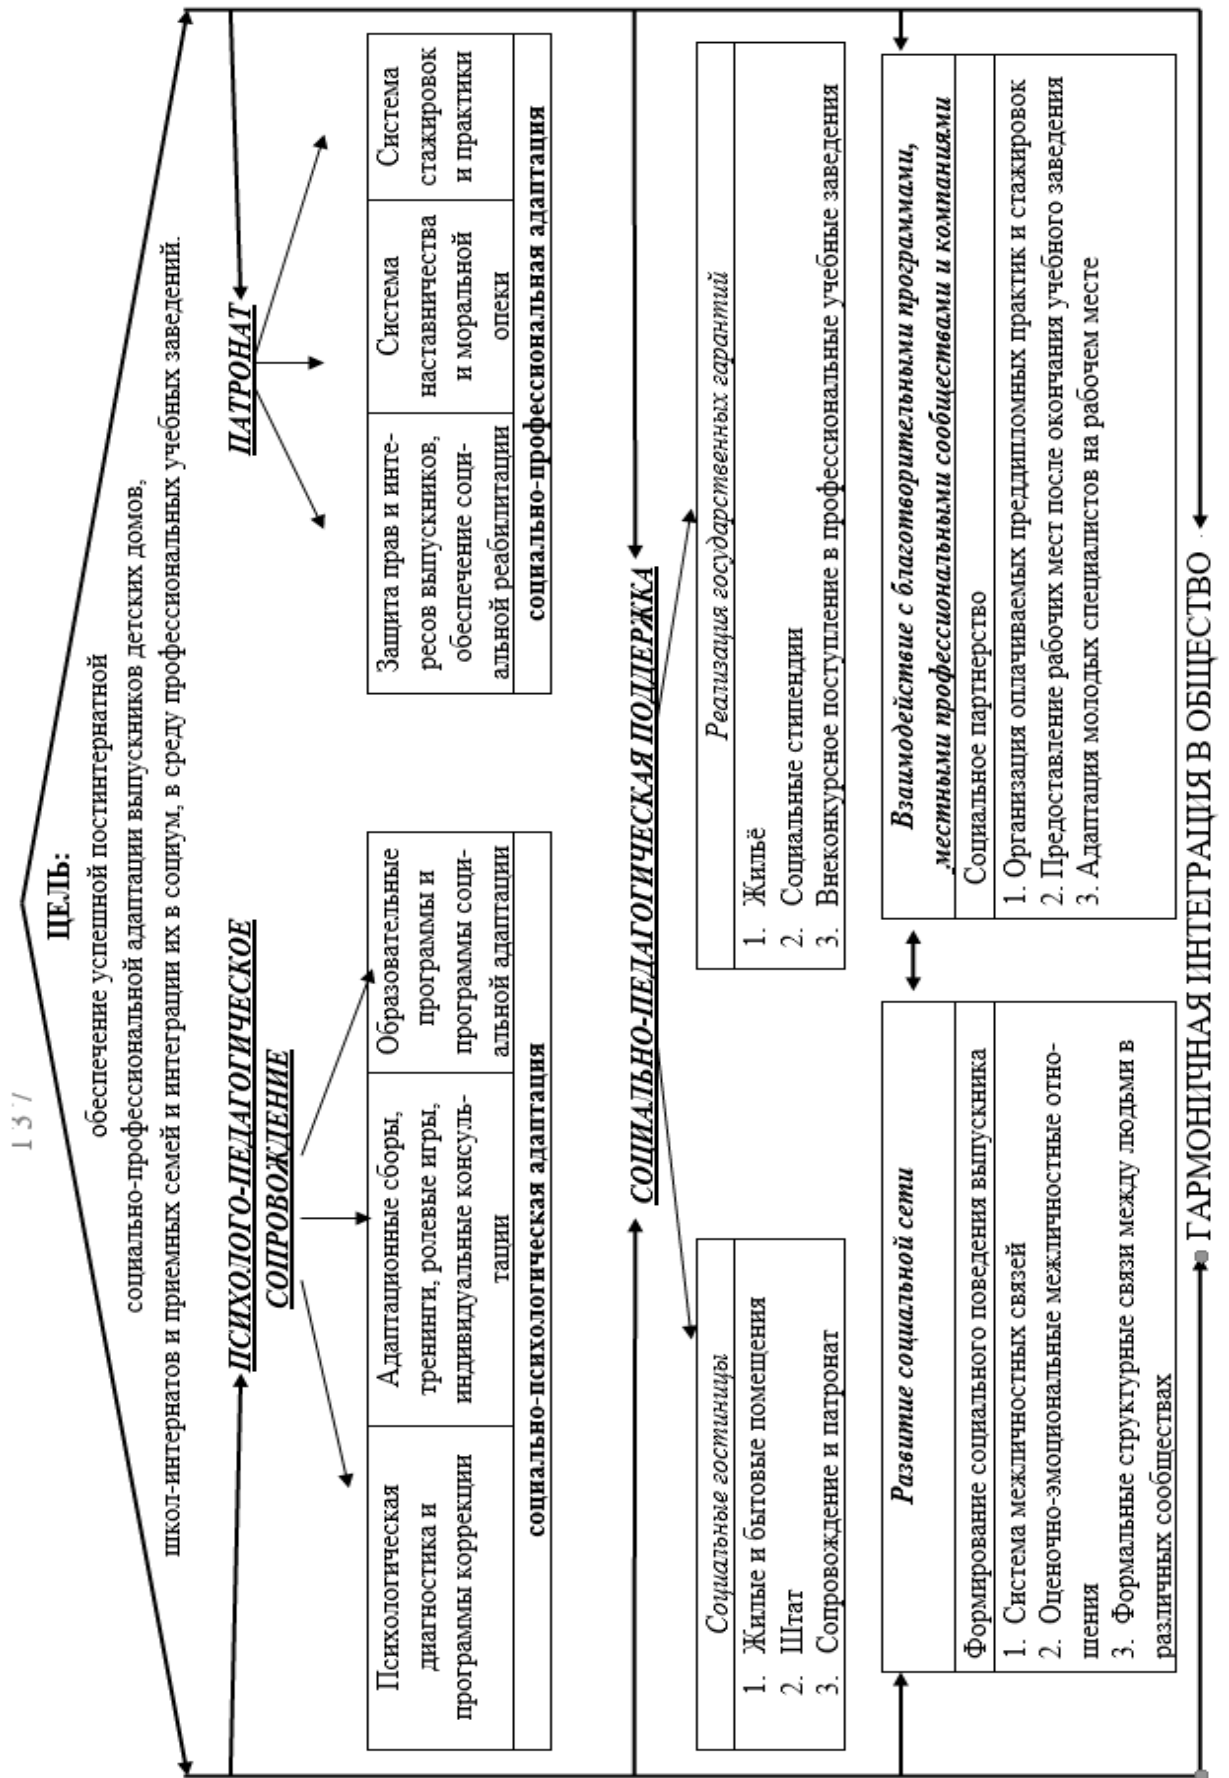 137
ЦЕЛЬ:
обеспечение успешной постинтернатной
социально-профессиональной адаптации выпускников детских домов,
школ-интернатов и приемных семей и интеграции их в социум, в среду профессиональных учебных заведений.
ПСИХОЛОГО-ПЕДАГОГИЧЕСКОЕ
СОПРОВОЖДЕНИЕ
ПАТРОНАТ
Психологическая
диагностика и
программы коррекции
Адаптационные сборы,
тренинги, ролевые игры,
индивидуальные консуль-
тации
Образовательные
программы и
программы соци-
альной адаптации
социально-психологическая адаптация
Защита прав и инте-
ресов выпускников,
обеспечение соци-
альной реабилитации
Система
наставничества
и моральной
опеки
Система
стажировок
и практики
социально-профессиональная адаптация
СОЦИАЛЬНО-ПЕДАГОГИЧЕСКАЯ ПОДДЕРЖКА
Социальные гостиницы
1. Жилые и бытовые помещения
2. Штат
3. Сопровождение и патронат
Реализация государственных гарантий
1. Жильё
2. Социальные стипендии
3. Внеконкурсное поступление в профессиональные учебные заведения
Развитие социальной сети
Формирование социального поведения выпускника
1. Система межличностных связей
2. Оценочно-эмоциональные межличностные отно-
шения
3. Формальные структурные связи между людьми в
различных сообществах
Взаимодействие с благотворительными программами,
местными профессиональными сообществами и компаниями
Социальное партнерство
1. Организация оплачиваемых преддипломных практик и стажировок
2. Предоставление рабочих мест после окончания учебного заведения
3. Адаптация молодых специалистов на рабочем месте
ГАРМОНИЧНАЯ ИНТЕГРАЦИЯ В ОБЩЕСТВО